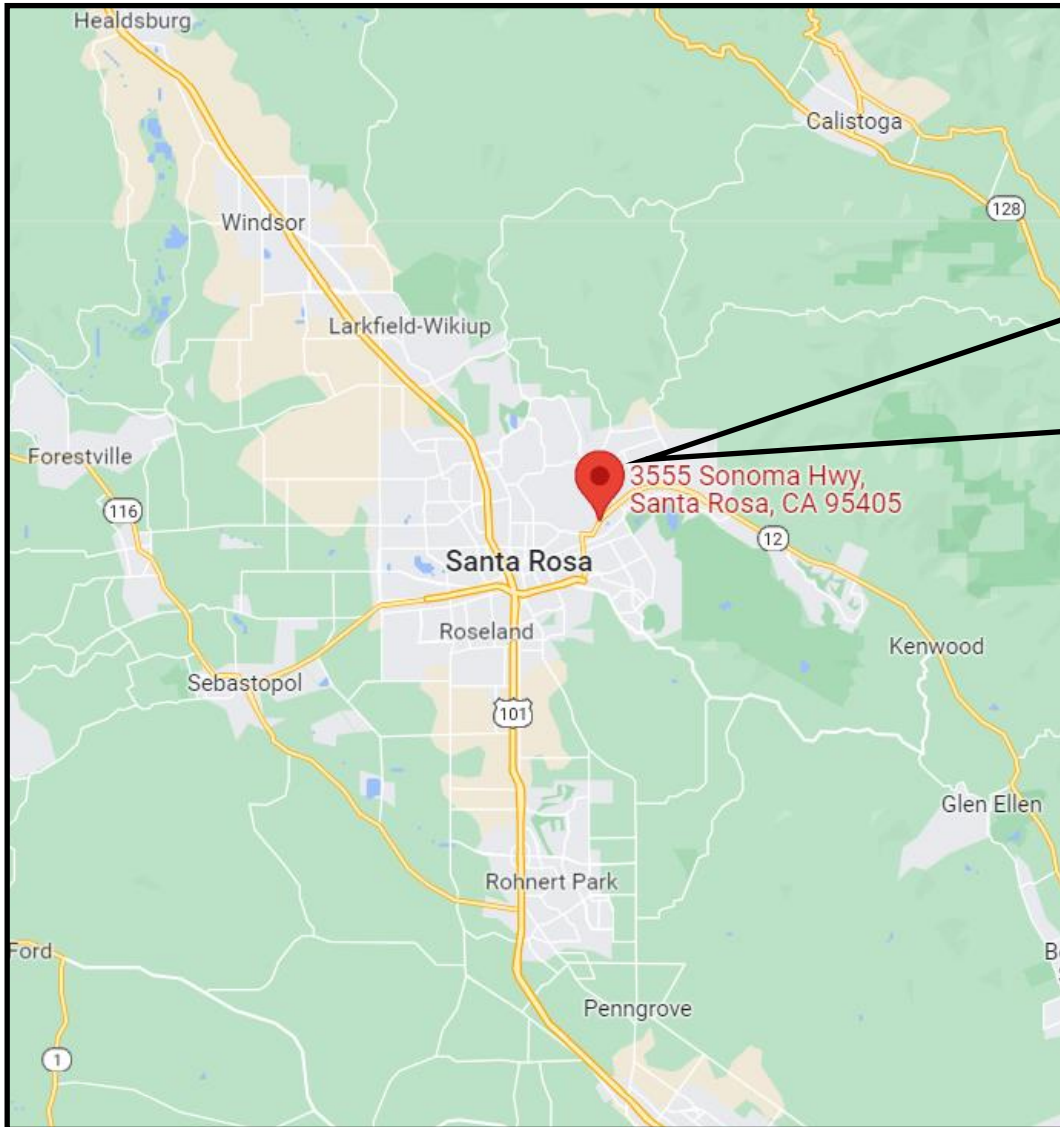 Healdsburg
Calistoga
128
Windsor
Larkfield-Wikiup
Forestville
3555 Sonoma Hwy,
Santa Rosa, CA 95405
116
12
Santa Rosa
Roseland
Kenwood
Sebastopol
101
Glen Ellen
Rohnert Park
Ford
Penngrove
1